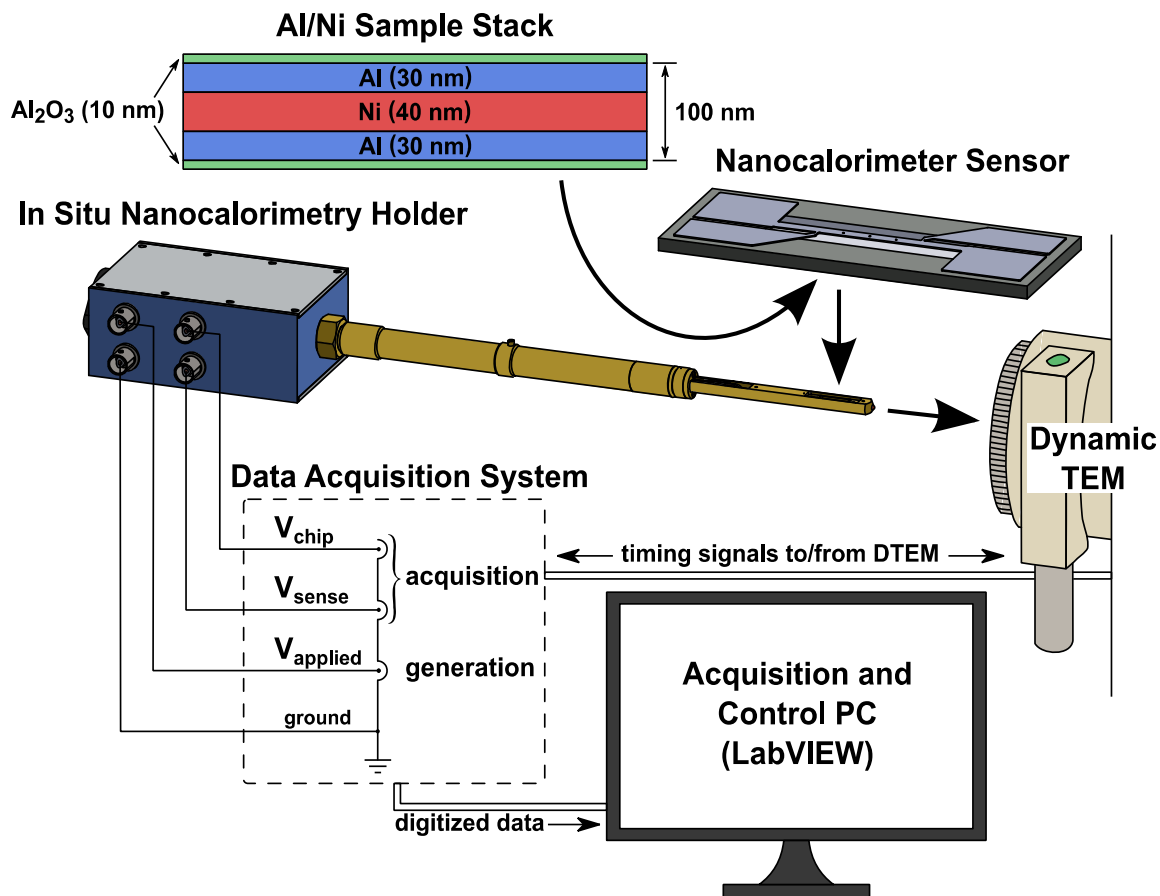 Al/Ni Sample Stack
Al (30 nm)
Al₂O₃ (10 nm)
Ni (40 nm)
100 nm
Al (30 nm)
Nanocalorimeter Sensor
In Situ Nanocalorimetry Holder
Dynamic
TEM
Data Acquisition System
V_chip
timing signals to/from DTEM
acquisition
V_sense
V_applied
generation
ground
Acquisition and
Control PC
(LabVIEW)
digitized data